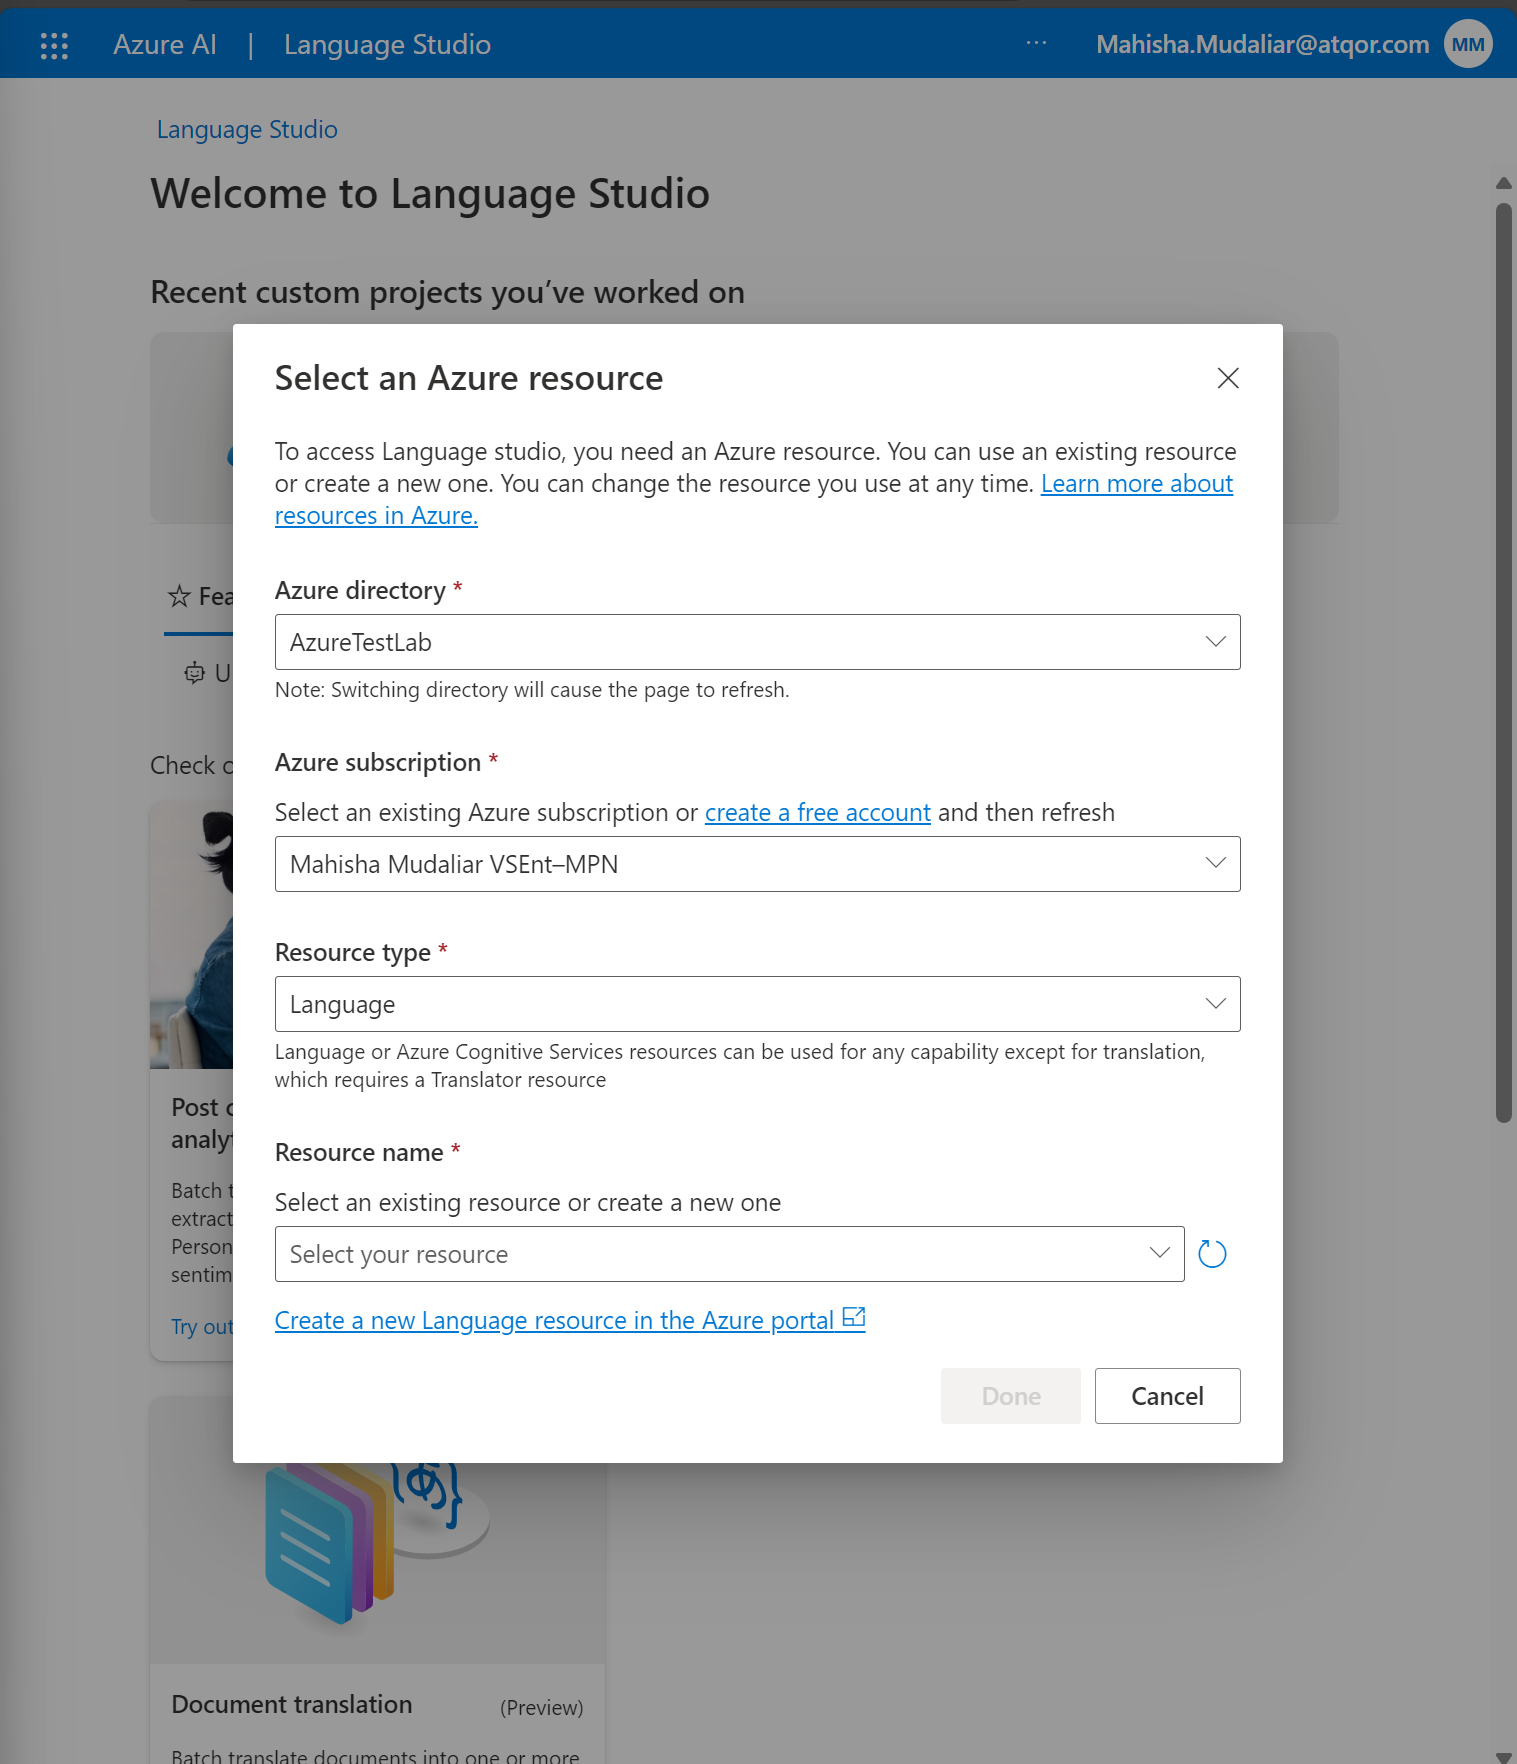 Azure AI | Language Studio
... Mahisha.Mudaliar@atqor.com MM
Language Studio
Welcome to Language Studio
Recent custom projects you’ve worked on
Select an Azure resource
To access Language studio, you need an Azure resource. You can use an existing resource
or create a new one. You can change the resource you use at any time. Learn more about
resources in Azure.
Azure directory *
AzureTestLab
Note: Switching directory will cause the page to refresh.
Azure subscription *
Select an existing Azure subscription or create a free account and then refresh
Mahisha Mudaliar VSEnt–MPN
Resource type *
Language
Language or Azure Cognitive Services resources can be used for any capability except for translation,
which requires a Translator resource
Resource name *
Select an existing resource or create a new one
Select your resource
Create a new Language resource in the Azure portal
Done
Cancel
Fea
U
Check
Post
analy
Batch
extract
Person
sentim
Try out
Document translation (Preview)
Batch translate documents into one or more